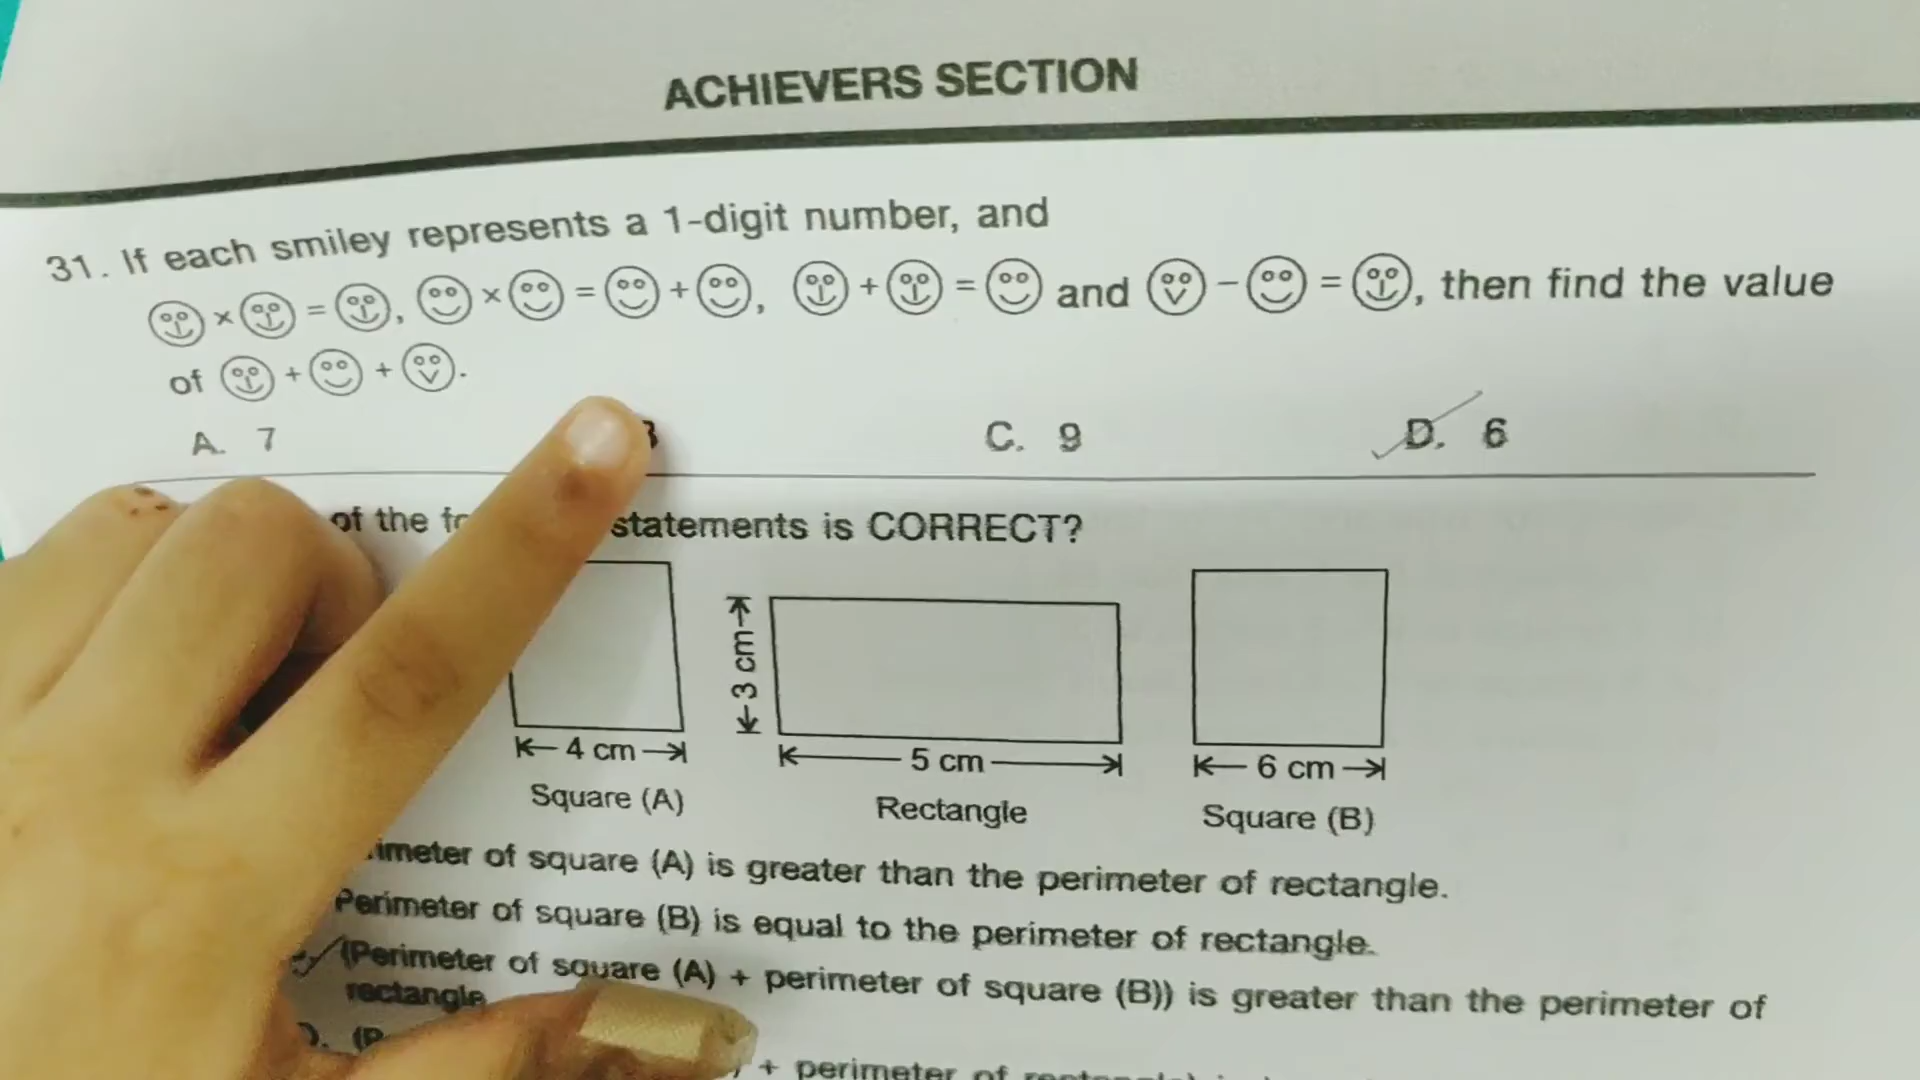 ACHIEVERS SECTION
31. If each smiley represents a 1-digit number, and
× = , × = + , + = and - = , then find the value
of + + .
A. 7
C. 9
D. 6
of the statements is CORRECT?
3 cm
4 cm
5 cm
6 cm
Square (A)
Rectangle
Square (B)
of square (A) is greater than the perimeter of rectangle.
Perimeter of square (B) is equal to the perimeter of rectangle.
(Perimeter of square (A) + perimeter of square (B)) is greater than the perimeter of
rectangle
+ perimeter of